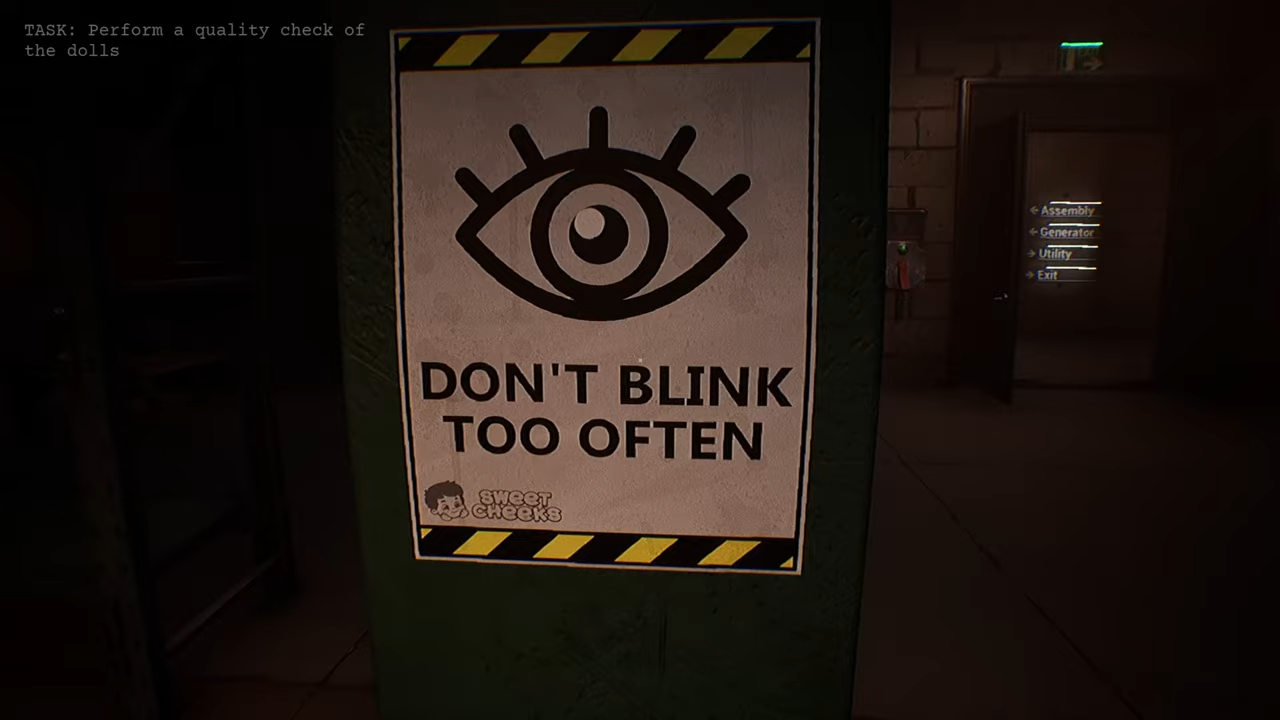 TASK: Perform a quality check of
the dolls
DON'T BLINK
TOO OFTEN
SWEET
CHEEKS
← Assembly
← Generator
→ Utility
→ Exit